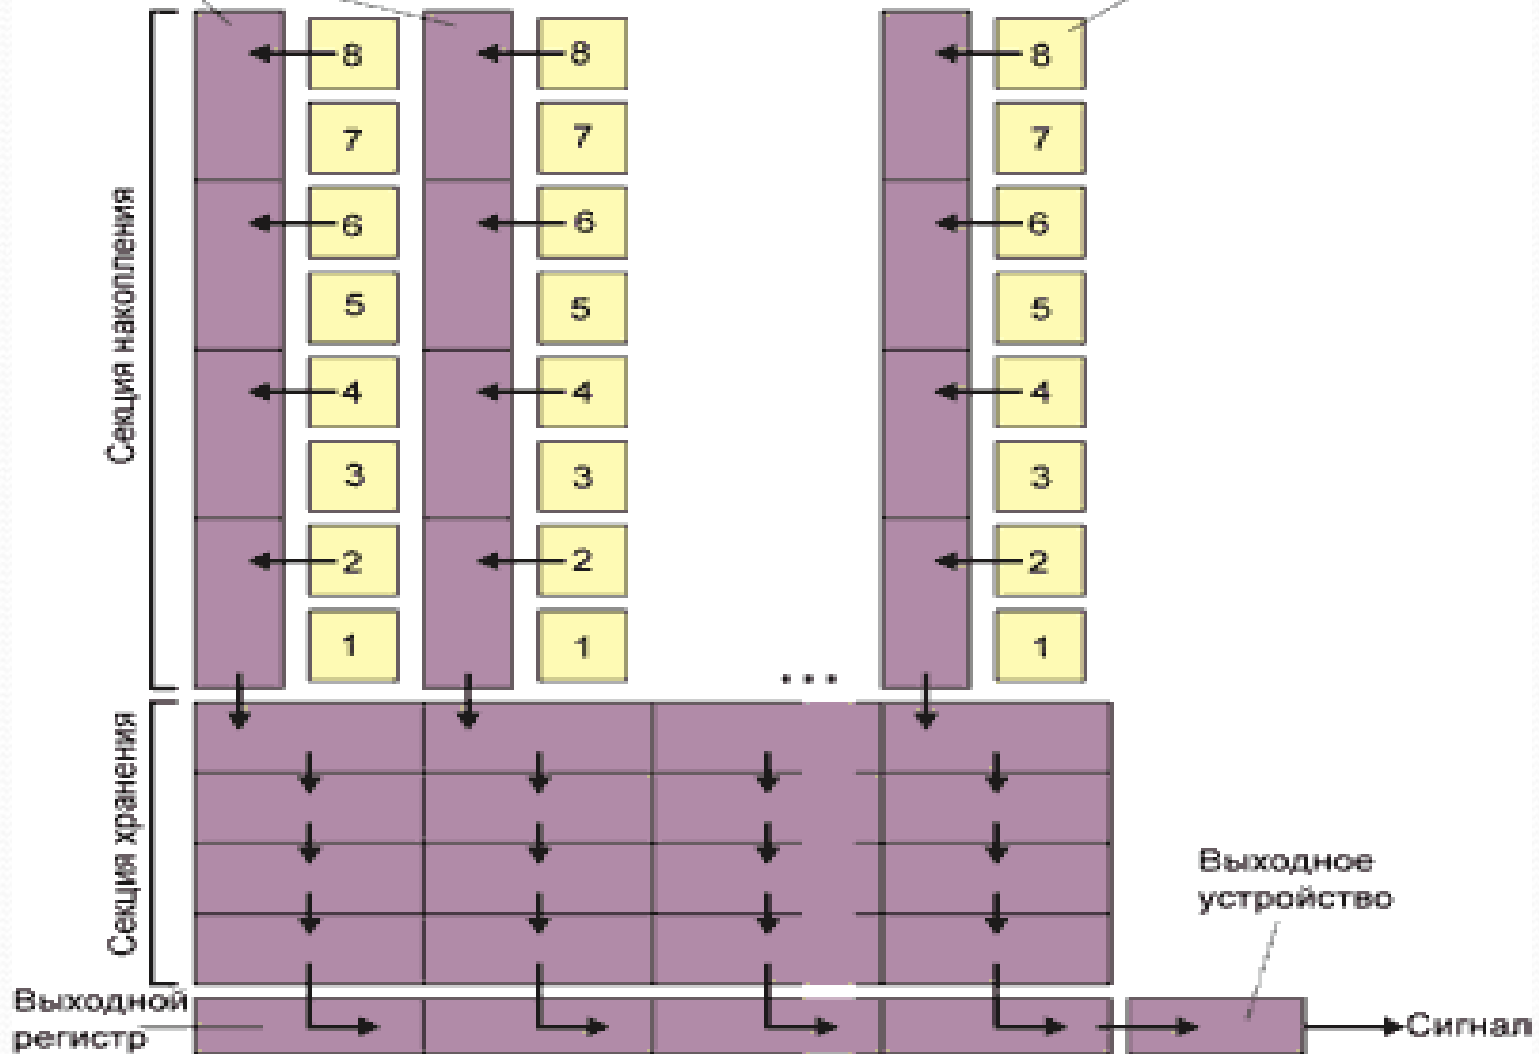 8 8 8
7 7 7
6 6 6
5 5 5
4 4 4
3 3 3
2 2 2
1 1 1
...
Секция накопления
Секция хранения
Выходное
устройство
Выходной
регистр
Сигнал